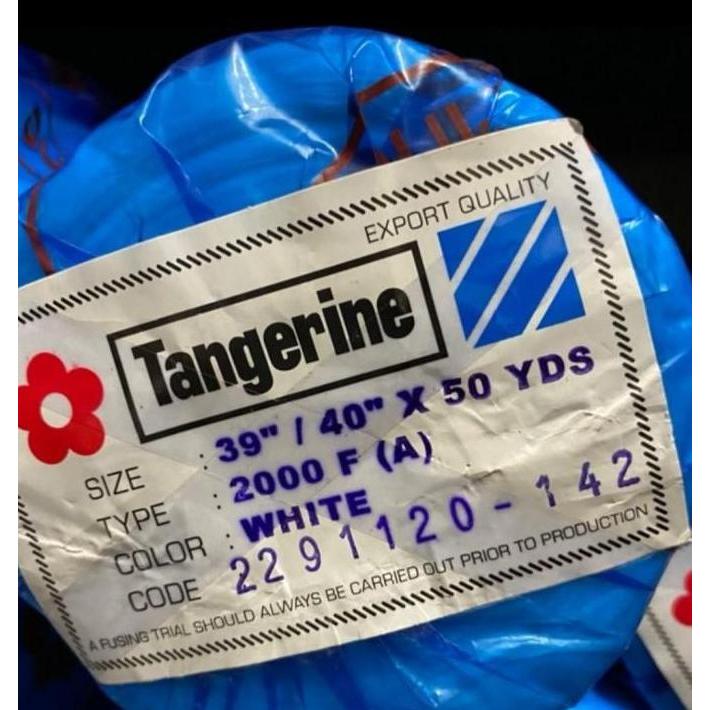 EXPORT QUALITY
Tangerine
SIZE : 39" / 40" X 50 YDS
TYPE : 2000 F (A)
COLOR : WHITE
CODE 2291120-142
A FUSING TRIAL SHOULD ALWAYS BE CARRIED OUT PRIOR TO PRODUCTION